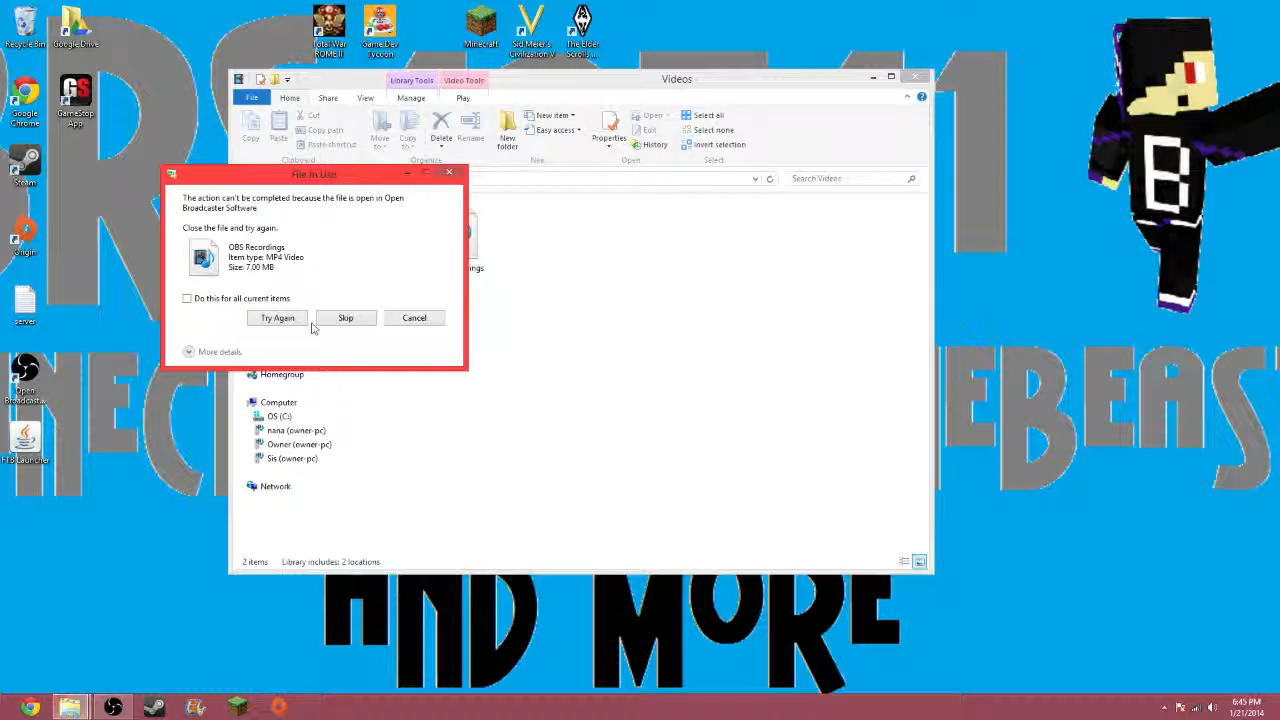 Recycle Bin
Google Drive
Total War
ROME II
Game Dev
Tycoon
Minecraft
Sid Meier's
Civilization V
The Elder
Scrolls ...
Google
Chrome
GS
GameStop
App
Steam
Origin
server
Open
Broadcast...
FTB Launcher
Library Tools
Video Tools
Videos
File
Home
Share
View
Manage
Play
Copy
Paste
Cut
Copy path
Paste shortcut
Clipboard
Move
to
Copy
to
Delete
Rename
Organize
New
folder
New item
Easy access
New
Properties
Open
Edit
History
Open
Select all
Select none
Invert selection
Select
Search Videos
File In Use
The action can't be completed because the file is open in Open
Broadcaster Software
Close the file and try again.
OBS Recordings
Item type: MP4 Video
Size: 7.00 MB
Do this for all current items
Try Again
Skip
Cancel
More details
Homegroup
Computer
OS (C:)
nana (owner-pc)
Owner (owner-pc)
Sis (owner-pc)
Network
2 items
Library includes: 2 locations
AND MORE
B
6:45 PM
1/21/2014